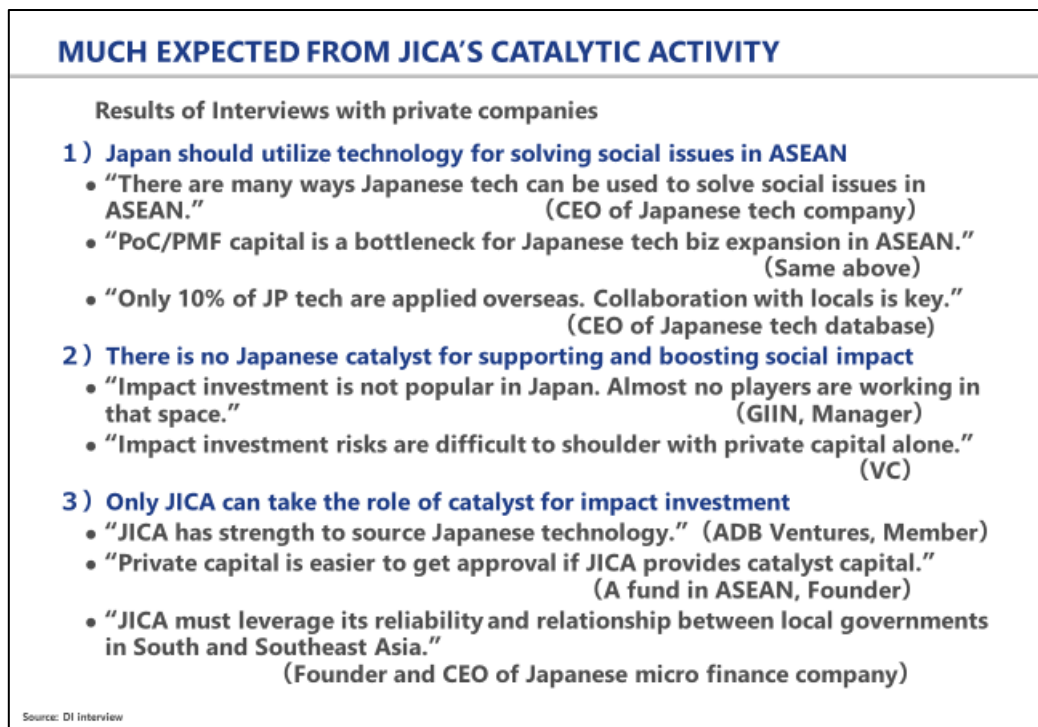 MUCH EXPECTED FROM JICA'S CATALYTIC ACTIVITY
Results of Interviews with private companies
1）Japan should utilize technology for solving social issues in ASEAN
• “There are many ways Japanese tech can be used to solve social issues in
ASEAN.” （CEO of Japanese tech company）
• “PoC/PMF capital is a bottleneck for Japanese tech biz expansion in ASEAN.”
（Same above）
• “Only 10% of JP tech are applied overseas. Collaboration with locals is key.”
（CEO of Japanese tech database)
2）There is no Japanese catalyst for supporting and boosting social impact
• “Impact investment is not popular in Japan. Almost no players are working in
that space.” （GIIN, Manager）
• “Impact investment risks are difficult to shoulder with private capital alone.”
（VC）
3）Only JICA can take the role of catalyst for impact investment
• “JICA has strength to source Japanese technology.”（ADB Ventures, Member）
• “Private capital is easier to get approval if JICA provides catalyst capital.”
（A fund in ASEAN, Founder）
• “JICA must leverage its reliability and relationship between local governments
in South and Southeast Asia.”
（Founder and CEO of Japanese micro finance company）
Source: DI interview